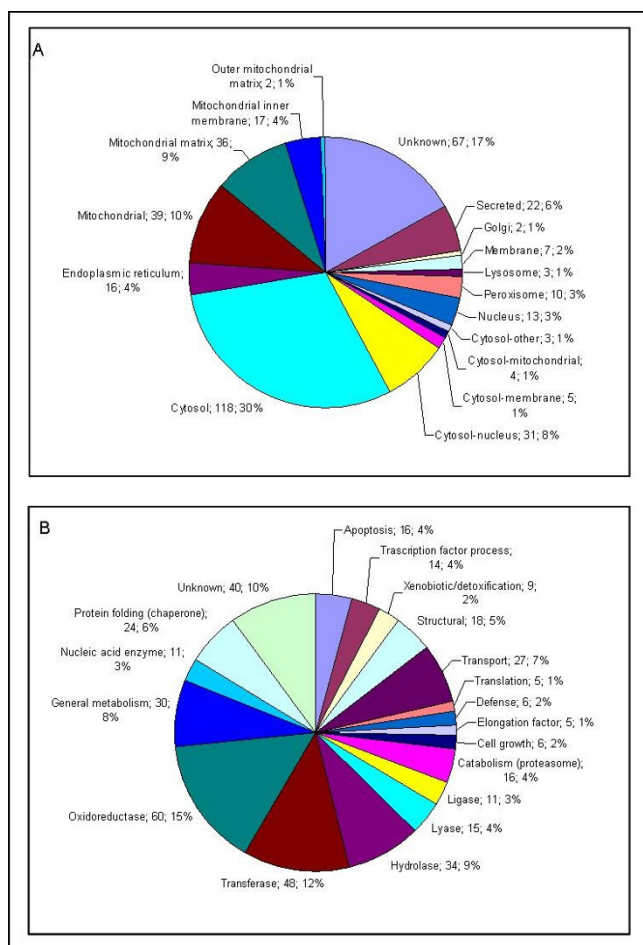 A
Outer mitochondrial
matrix; 2; 1%
Mitochondrial inner
membrane; 17; 4%
Mitochondrial matrix; 36;
9%
Mitochondrial; 39; 10%
Endoplasmic reticulum;
16; 4%
Cytosol; 118; 30%
Unknown; 67; 17%
Secreted; 22; 6%
Golgi; 2; 1%
Membrane; 7; 2%
Lysosome; 3; 1%
Peroxisome; 10; 3%
Nucleus; 13; 3%
Cytosol-other; 3; 1%
Cytosol-mitochondrial;
4; 1%
Cytosol-membrane; 5;
1%
Cytosol-nucleus; 31; 8%
B
Apoptosis; 16; 4%
Trascription factor process;
14; 4%
Xenobiotic/detoxification; 9;
2%
Structural; 18; 5%
Transport; 27; 7%
Translation; 5; 1%
Defense; 6; 2%
Elongation factor; 5; 1%
Cell growth; 6; 2%
Catabolism (proteasome);
16; 4%
Ligase; 11; 3%
Lyase; 15; 4%
Hydrolase; 34; 9%
Transferase; 48; 12%
Oxidoreductase; 60; 15%
General metabolism; 30;
8%
Nucleic acid enzyme; 11;
3%
Protein folding (chaperone);
24; 6%
Unknown; 40; 10%